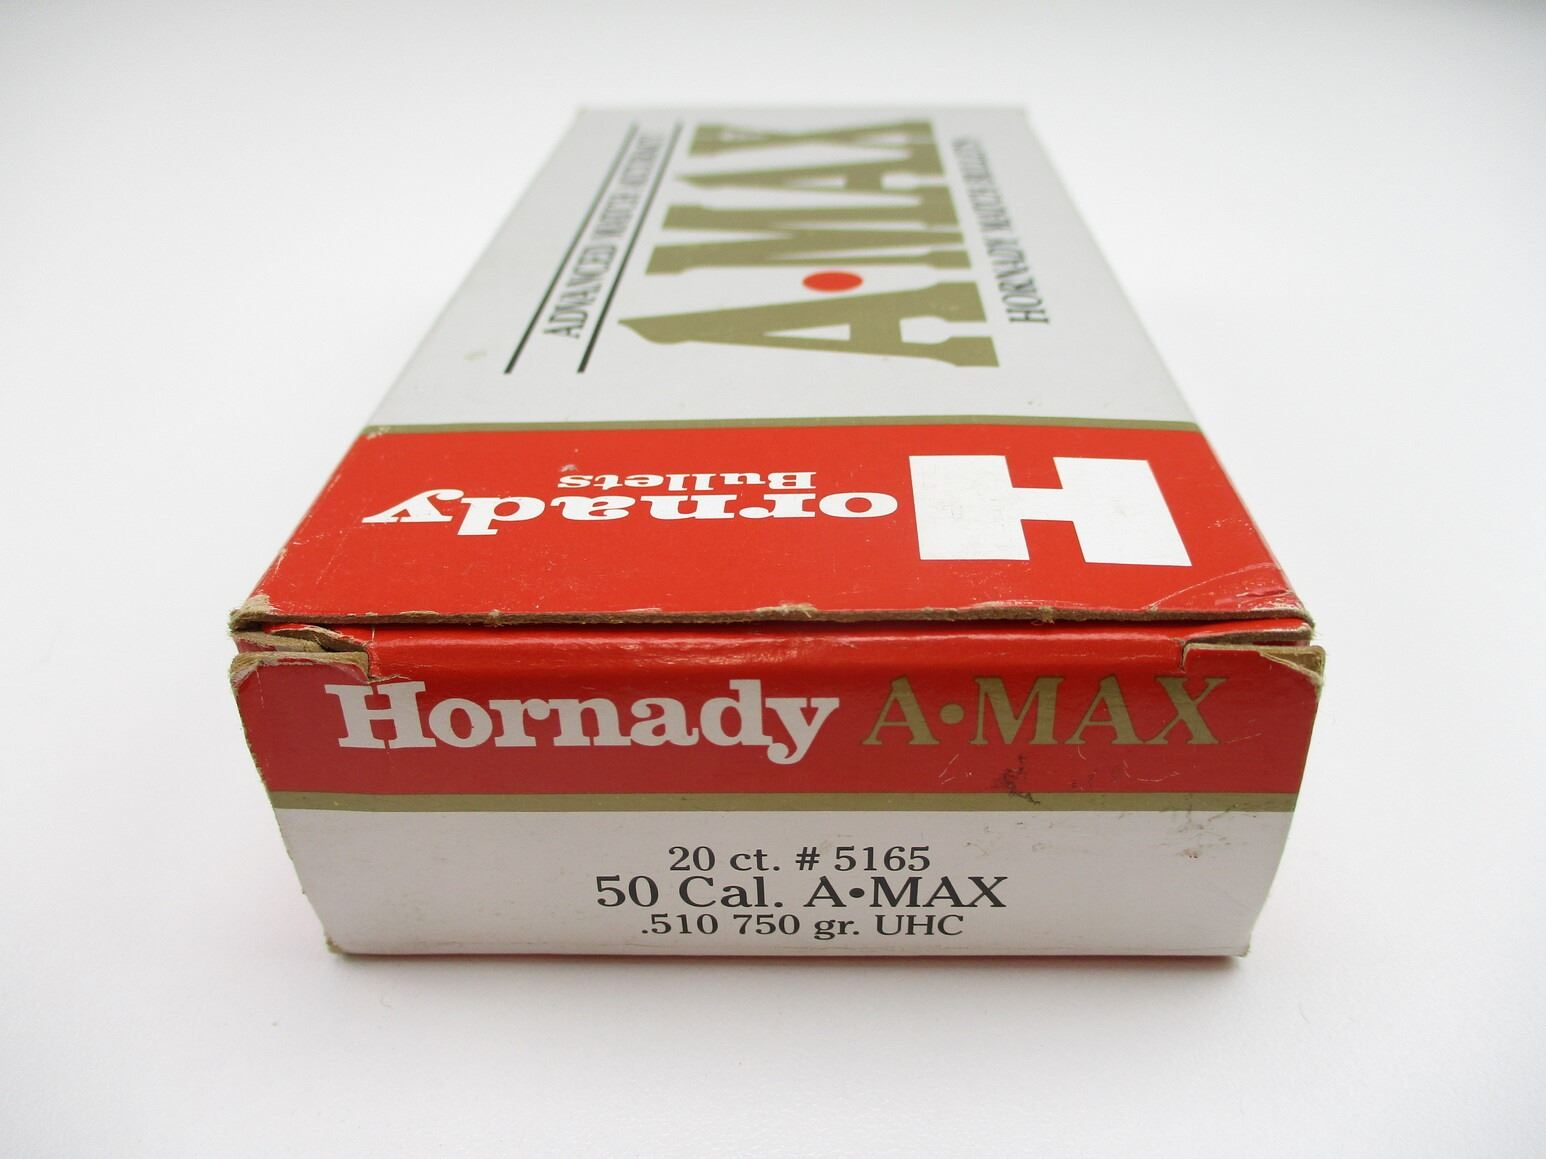 ADVANCED MATCH ACCURACY
A•MAX
HORNADY MATCH BULLETS
Hornady
Bullets
Hornady A•MAX
20 ct. # 5165
50 Cal. A•MAX
.510 750 gr. UHC